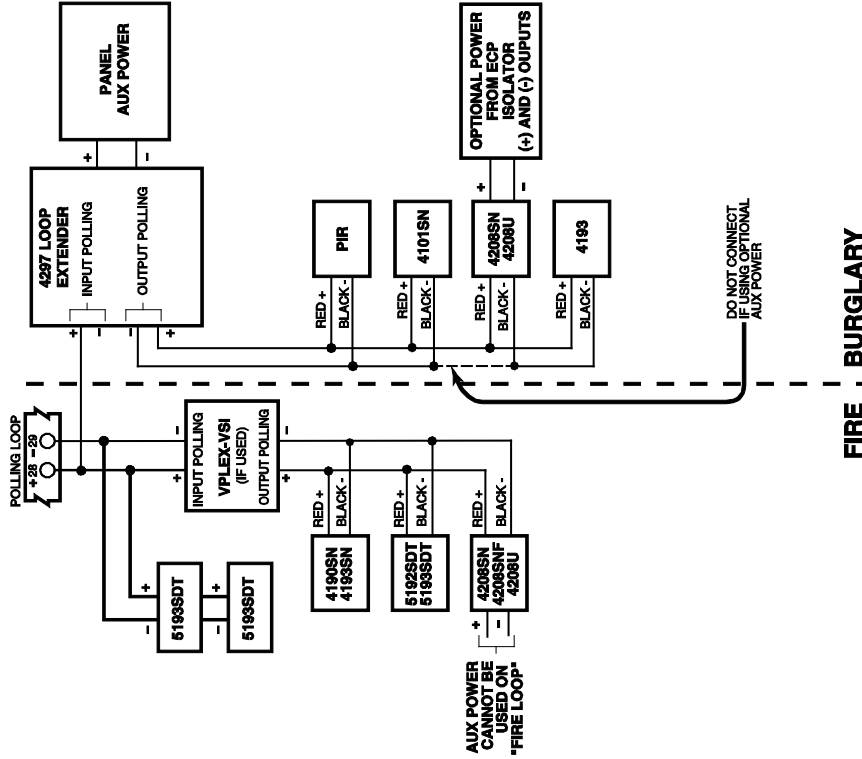 POLLING LOOP
+ 28 - 29
5193SDT
5193SDT
+
-
+
-
+
-
INPUT POLLING
VPLEX-VSI
(IF USED)
OUTPUT POLLING
+
-
RED +
BLACK -
4190SN
4193SN
RED +
BLACK -
5192SDT
5193SDT
RED +
BLACK -
4208SN
4208SNF
4208U
+
-
AUX POWER
CANNOT BE
USED ON
"FIRE LOOP"
FIRE
4297 LOOP
EXTENDER
INPUT POLLING
OUTPUT POLLING
+
-
-
+
+
-
PANEL
AUX POWER
RED +
BLACK -
PIR
RED +
BLACK -
4101SN
RED +
BLACK -
4208SN
4208U
+
-
OPTIONAL POWER
FROM ECP
ISOLATOR
(+) AND (-) OUPUTS
RED +
BLACK -
4193
DO NOT CONNECT
IF USING OPTIONAL
AUX POWER
BURGLARY